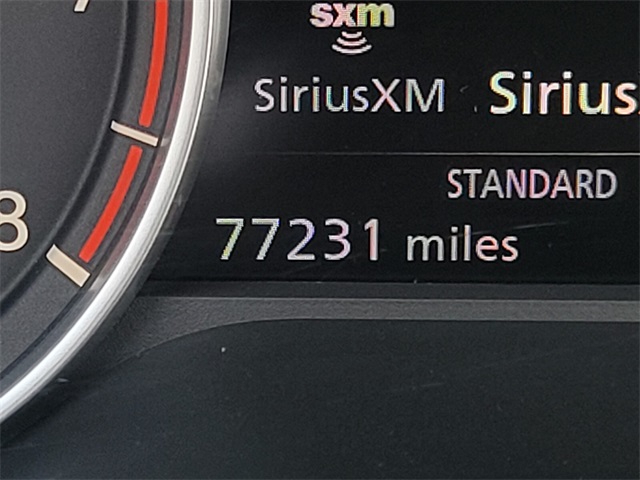 sxm
SiriusXM Sirius
STANDARD
8
77231 miles